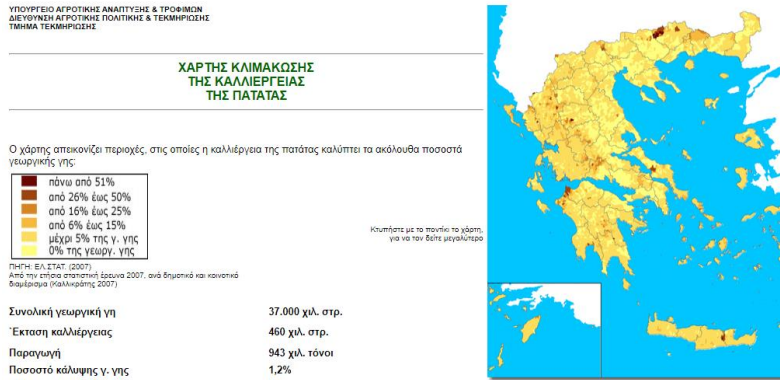 ΥΠΟΥΡΓΕΙΟ ΑΓΡΟΤΙΚΗΣ ΑΝΑΠΤΥΞΗΣ & ΤΡΟΦΙΜΩΝ
ΔΙΕΥΘΥΝΣΗ ΑΓΡΟΤΙΚΗΣ ΠΟΛΙΤΙΚΗΣ & ΤΕΚΜΗΡΙΩΣΗΣ
ΤΜΗΜΑ ΤΕΚΜΗΡΙΩΣΗΣ
ΧΑΡΤΗΣ ΚΛΙΜΑΚΩΣΗΣ
ΤΗΣ ΚΑΛΛΙΕΡΓΕΙΑΣ
ΤΗΣ ΠΑΤΑΤΑΣ
Ο χάρτης απεικονίζει περιοχές, στις οποίες η καλλιέργεια της πατάτας καλύπτει τα ακόλουθα ποσοστά
γεωργικής γης:
πάνω από 51%
από 26% έως 50%
από 16% έως 25%
από 6% έως 15%
μέχρι 5% της γ. γης
0% της γεωργ. γης
Κτυπήστε με το ποντίκι το χάρτη,
για να τον δείτε μεγαλύτερο
ΠΗΓΗ: ΕΛ.ΣΤΑΤ. (2007)
Από την ετήσια στατιστική έρευνα 2007, ανά δημοτικό και κοινοτικό
διαμέρισμα (Καλλικράτης 2007)
Συνολική γεωργική γη 37.000 χιλ. στρ.
`Εκταση καλλιέργειας 460 χιλ. στρ.
Παραγωγή 943 χιλ. τόνοι
Ποσοστό κάλυψης γ. γης 1,2%